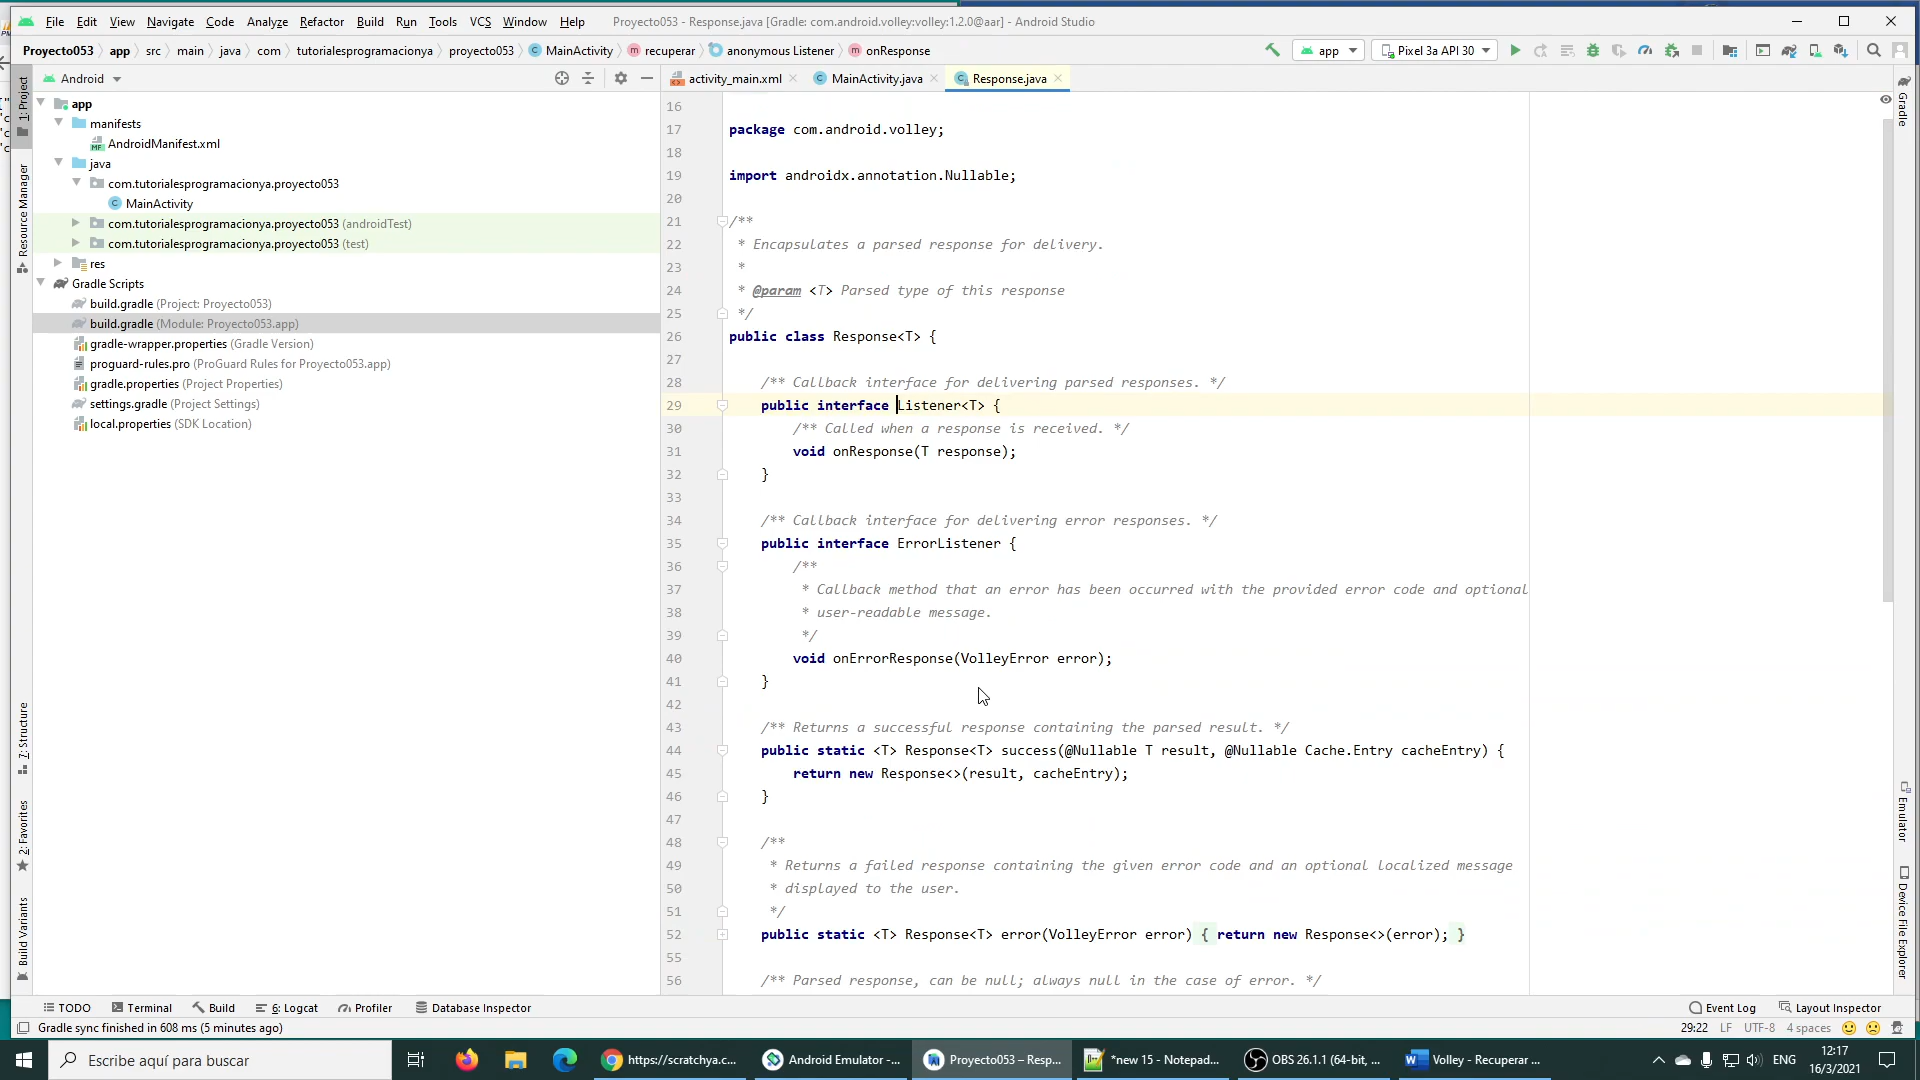 File Edit View Navigate Code Analyze Refactor Build Run Tools VCS Window Help Proyecto053 - Response.java [Gradle: com.android.volley:volley:1.2.0@aar] - Android Studio
Proyecto053 app src main java com tutorialesprogramacionya proyecto053 MainActivity recuperar anonymous Listener onResponse app Pixel 3a API 30
Android activity_main.xml MainActivity.java Response.java
1: Project
Resource Manager
7: Structure
2: Favorites
Build Variants
app
manifests
AndroidManifest.xml
java
com.tutorialesprogramacionya.proyecto053
MainActivity
com.tutorialesprogramacionya.proyecto053 (androidTest)
com.tutorialesprogramacionya.proyecto053 (test)
res
Gradle Scripts
build.gradle (Project: Proyecto053)
build.gradle (Module: Proyecto053.app)
gradle-wrapper.properties (Gradle Version)
proguard-rules.pro (ProGuard Rules for Proyecto053.app)
gradle.properties (Project Properties)
settings.gradle (Project Settings)
local.properties (SDK Location)
16
17 package com.android.volley;
18
19 import androidx.annotation.Nullable;
20
21 /**
22 * Encapsulates a parsed response for delivery.
23 *
24 * @param <T> Parsed type of this response
25 */
26 public class Response<T> {
27
28 /** Callback interface for delivering parsed responses. */
29 public interface Listener<T> {
30 /** Called when a response is received. */
31 void onResponse(T response);
32 }
33
34 /** Callback interface for delivering error responses. */
35 public interface ErrorListener {
36 /**
37 * Callback method that an error has been occurred with the provided error code and optional
38 * user-readable message.
39 */
40 void onErrorResponse(VolleyError error);
41 }
42
43 /** Returns a successful response containing the parsed result. */
44 public static <T> Response<T> success(@Nullable T result, @Nullable Cache.Entry cacheEntry) {
45 return new Response<>(result, cacheEntry);
46 }
47
48 /**
49 * Returns a failed response containing the given error code and an optional localized message
50 * displayed to the user.
51 */
52 public static <T> Response<T> error(VolleyError error) { return new Response<>(error); }
55
56 /** Parsed response, can be null; always null in the case of error. */
Gradle
Emulator
Device File Explorer
TODO Terminal Build 6: Logcat Profiler Database Inspector Event Log Layout Inspector
Gradle sync finished in 608 ms (5 minutes ago) 29:22 LF UTF-8 4 spaces
Escribe aquí para buscar https://scratchya.c... Android Emulator -... Proyecto053 – Resp... *new 15 - Notepad... OBS 26.1.1 (64-bit, ... Volley - Recuperar ... ENG 12:17
16/3/2021